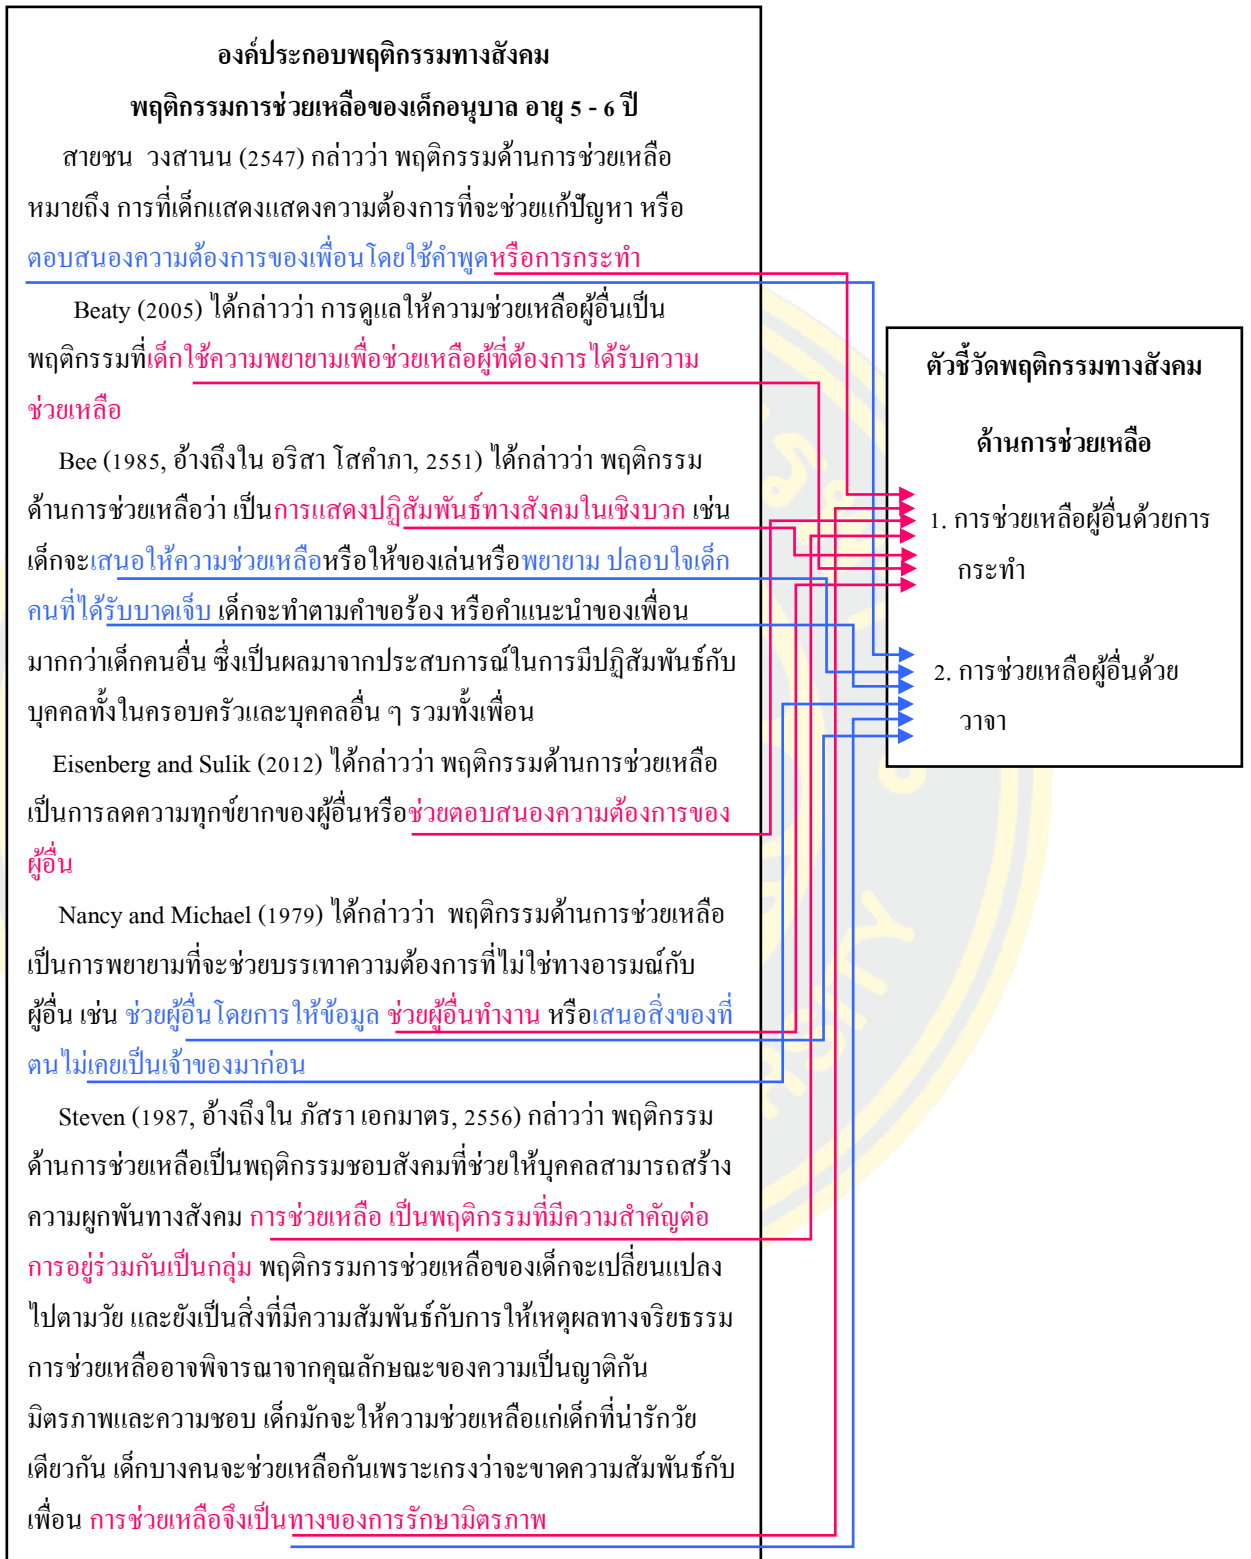 องค์ประกอบพฤติกรรมทางสังคม
พฤติกรรมการช่วยเหลือของเด็กอนุบาล อายุ 5 - 6 ปี
สายชน วงสานน (2547) กล่าวว่า พฤติกรรมด้านการช่วยเหลือ
หมายถึง การที่เด็กแสดงแสดงความต้องการที่จะช่วยแก้ปัญหา หรือ
ตอบสนองความต้องการของเพื่อนโดยใช้คำพูดหรือการกระทำ
Beaty (2005) ได้กล่าวว่า การดูแลให้ความช่วยเหลือผู้อื่นเป็น
พฤติกรรมที่เด็กใช้ความพยายามเพื่อช่วยเหลือผู้ที่ต้องการได้รับความ
ช่วยเหลือ
Bee (1985, อ้างถึงใน อริสา โสคำภา, 2551) ได้กล่าวว่า พฤติกรรม
ด้านการช่วยเหลือว่า เป็นการแสดงปฏิสัมพันธ์ทางสังคมในเชิงบวก เช่น
เด็กจะเสนอให้ความช่วยเหลือหรือให้ของเล่นหรือพยายาม ปลอบใจเด็ก
คนที่ได้รับบาดเจ็บ เด็กจะทำตามคำขอร้อง หรือคำแนะนำของเพื่อน
มากกว่าเด็กคนอื่น ซึ่งเป็นผลมาจากประสบการณ์ในการมีปฏิสัมพันธ์กับ
บุคคลทั้งในครอบครัวและบุคคลอื่น ๆ รวมทั้งเพื่อน
Eisenberg and Sulik (2012) ได้กล่าวว่า พฤติกรรมด้านการช่วยเหลือ
เป็นการลดความทุกข์ยากของผู้อื่นหรือช่วยตอบสนองความต้องการของ
ผู้อื่น
Nancy and Michael (1979) ได้กล่าวว่า พฤติกรรมด้านการช่วยเหลือ
เป็นการพยายามที่จะช่วยบรรเทาความต้องการที่ไม่ใช่ทางอารมณ์กับ
ผู้อื่น เช่น ช่วยผู้อื่นโดยการให้ข้อมูล ช่วยผู้อื่นทำงาน หรือเสนอสิ่งของที่
ตนไม่เคยเป็นเจ้าของมาก่อน
Steven (1987, อ้างถึงใน ภัสรา เอกมาตร, 2556) กล่าวว่า พฤติกรรม
ด้านการช่วยเหลือเป็นพฤติกรรมชอบสังคมที่ช่วยให้บุคคลสามารถสร้าง
ความผูกพันทางสังคม การช่วยเหลือ เป็นพฤติกรรมที่มีความสำคัญต่อ
การอยู่ร่วมกันเป็นกลุ่ม พฤติกรรมการช่วยเหลือของเด็กจะเปลี่ยนแปลง
ไปตามวัย และยังเป็นสิ่งที่มีความสัมพันธ์กับการให้เหตุผลทางจริยธรรม
การช่วยเหลืออาจพิจารณาจากคุณลักษณะของความเป็นญาติกัน
มิตรภาพและความชอบ เด็กมักจะให้ความช่วยเหลือแก่เด็กที่น่ารักวัย
เดียวกัน เด็กบางคนจะช่วยเหลือกันเพราะเกรงว่าจะขาดความสัมพันธ์กับ
เพื่อน การช่วยเหลือจึงเป็นทางของการรักษามิตรภาพ
ตัวชี้วัดพฤติกรรมทางสังคม
ด้านการช่วยเหลือ
1. การช่วยเหลือผู้อื่นด้วยการ
กระทำ
2. การช่วยเหลือผู้อื่นด้วย
วาจา